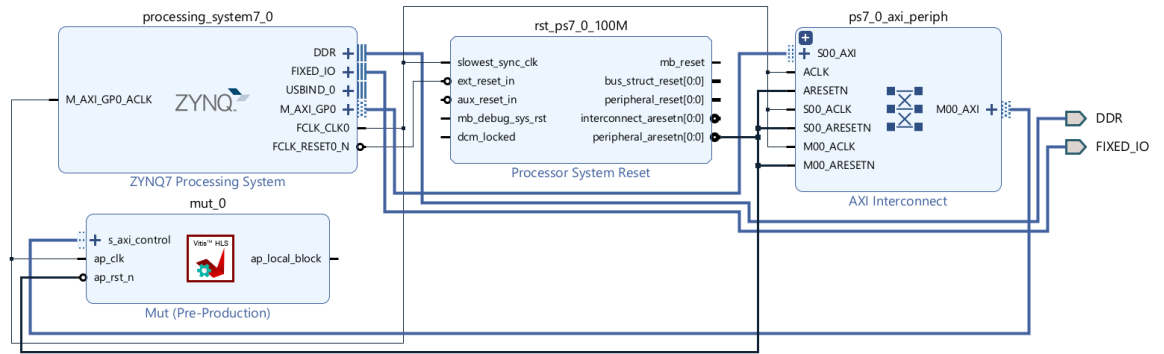 processing_system7_0
DDR
FIXED_IO
USBIND_0
M_AXI_GP0_ACLK
ZYNQ
M_AXI_GP0
FCLK_CLK0
FCLK_RESET0_N
ZYNQ7 Processing System
rst_ps7_0_100M
slowest_sync_clk
mb_reset
ext_reset_in
bus_struct_reset[0:0]
aux_reset_in
peripheral_reset[0:0]
mb_debug_sys_rst
interconnect_aresetn[0:0]
dcm_locked
peripheral_aresetn[0:0]
Processor System Reset
ps7_0_axi_periph
S00_AXI
ACLK
ARESETN
S00_ACLK
M00_AXI
S00_ARESETN
M00_ACLK
M00_ARESETN
AXI Interconnect
DDR
FIXED_IO
mut_0
s_axi_control
Vitis™ HLS
ap_clk
ap_local_block
ap_rst_n
Mut (Pre-Production)